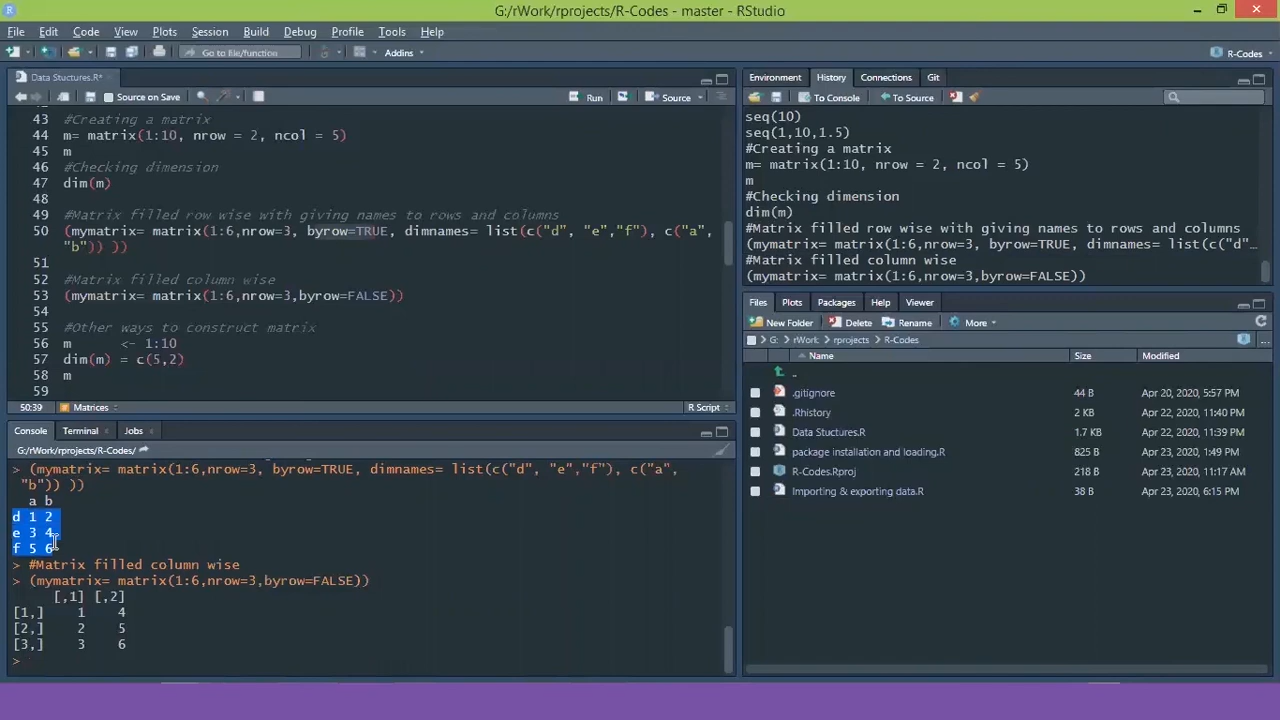 G:/rWork/rprojects/R-Codes - master - RStudio
File Edit Code View Plots Session Build Debug Profile Tools Help
Go to file/function Addins R-Codes
Data Stuctures.R*
Source on Save Run Source
43 #Creating a matrix
44 m= matrix(1:10, nrow = 2, ncol = 5)
45 m
46 #Checking dimension
47 dim(m)
48
49 #Matrix filled row wise with giving names to rows and columns
50 (mymatrix= matrix(1:6,nrow=3, byrow=TRUE, dimnames= list(c("d", "e","f"), c("a",
"b")) ))
51
52 #Matrix filled column wise
53 (mymatrix= matrix(1:6,nrow=3,byrow=FALSE))
54
55 #Other ways to construct matrix
56 m <- 1:10
57 dim(m) = c(5,2)
58 m
59
50:39 Matrices R Script
Console Terminal Jobs
G:/rWork/rprojects/R-Codes/
> (mymatrix= matrix(1:6,nrow=3, byrow=TRUE, dimnames= list(c("d", "e","f"), c("a",
"b")) ))
a b
d 1 2
e 3 4
f 5 6
> #Matrix filled column wise
> (mymatrix= matrix(1:6,nrow=3,byrow=FALSE))
[,1] [,2]
[1,] 1 4
[2,] 2 5
[3,] 3 6
>
Environment History Connections Git
To Console To Source
seq(10)
seq(1,10,1.5)
#Creating a matrix
m= matrix(1:10, nrow = 2, ncol = 5)
m
#Checking dimension
dim(m)
#Matrix filled row wise with giving names to rows and columns
(mymatrix= matrix(1:6,nrow=3, byrow=TRUE, dimnames= list(c("d"…
#Matrix filled column wise
(mymatrix= matrix(1:6,nrow=3,byrow=FALSE))
Files Plots Packages Help Viewer
New Folder Delete Rename More
G: rWork rprojects R-Codes ...
Name Size Modified
..
.gitignore 44 B Apr 20, 2020, 5:57 PM
.Rhistory 2 KB Apr 22, 2020, 11:40 PM
Data Stuctures.R 1.7 KB Apr 22, 2020, 11:39 PM
package installation and loading.R 825 B Apr 23, 2020, 1:49 PM
R-Codes.Rproj 218 B Apr 23, 2020, 11:17 AM
Importing & exporting data.R 38 B Apr 23, 2020, 6:15 PM